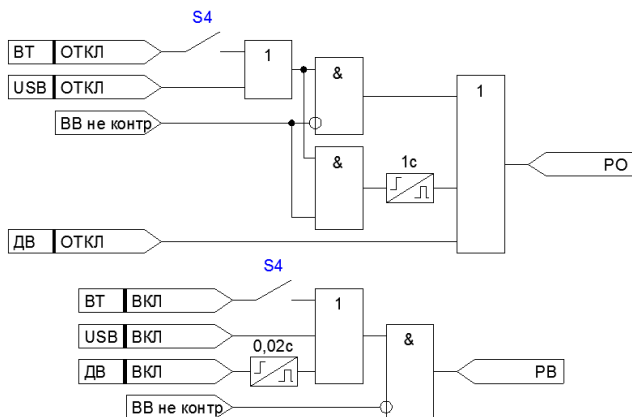 S4
ВТ ОТКЛ
1
USB ОТКЛ
&
1
ВВ не контр
&
1с
РО
ДВ ОТКЛ
S4
ВТ ВКЛ
1
USB ВКЛ
&
0,02с
ДВ ВКЛ
РВ
ВВ не контр